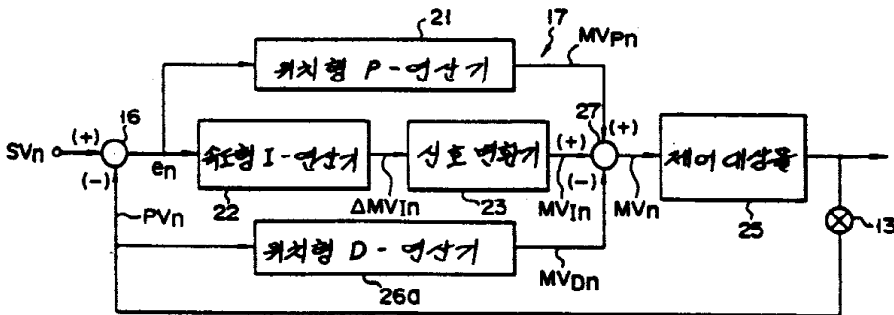 21
17
MVPn
위치형 P-연산기
16
27
(+)
(+)
SVn
속도형 I-연산기
신호 변환기
(+)
제어 대상물
(-)
en
(-)
22
ΔMVIn
23
MVIn
MVn
25
13
PVn
위치형 D-연산기
26a
MVDn